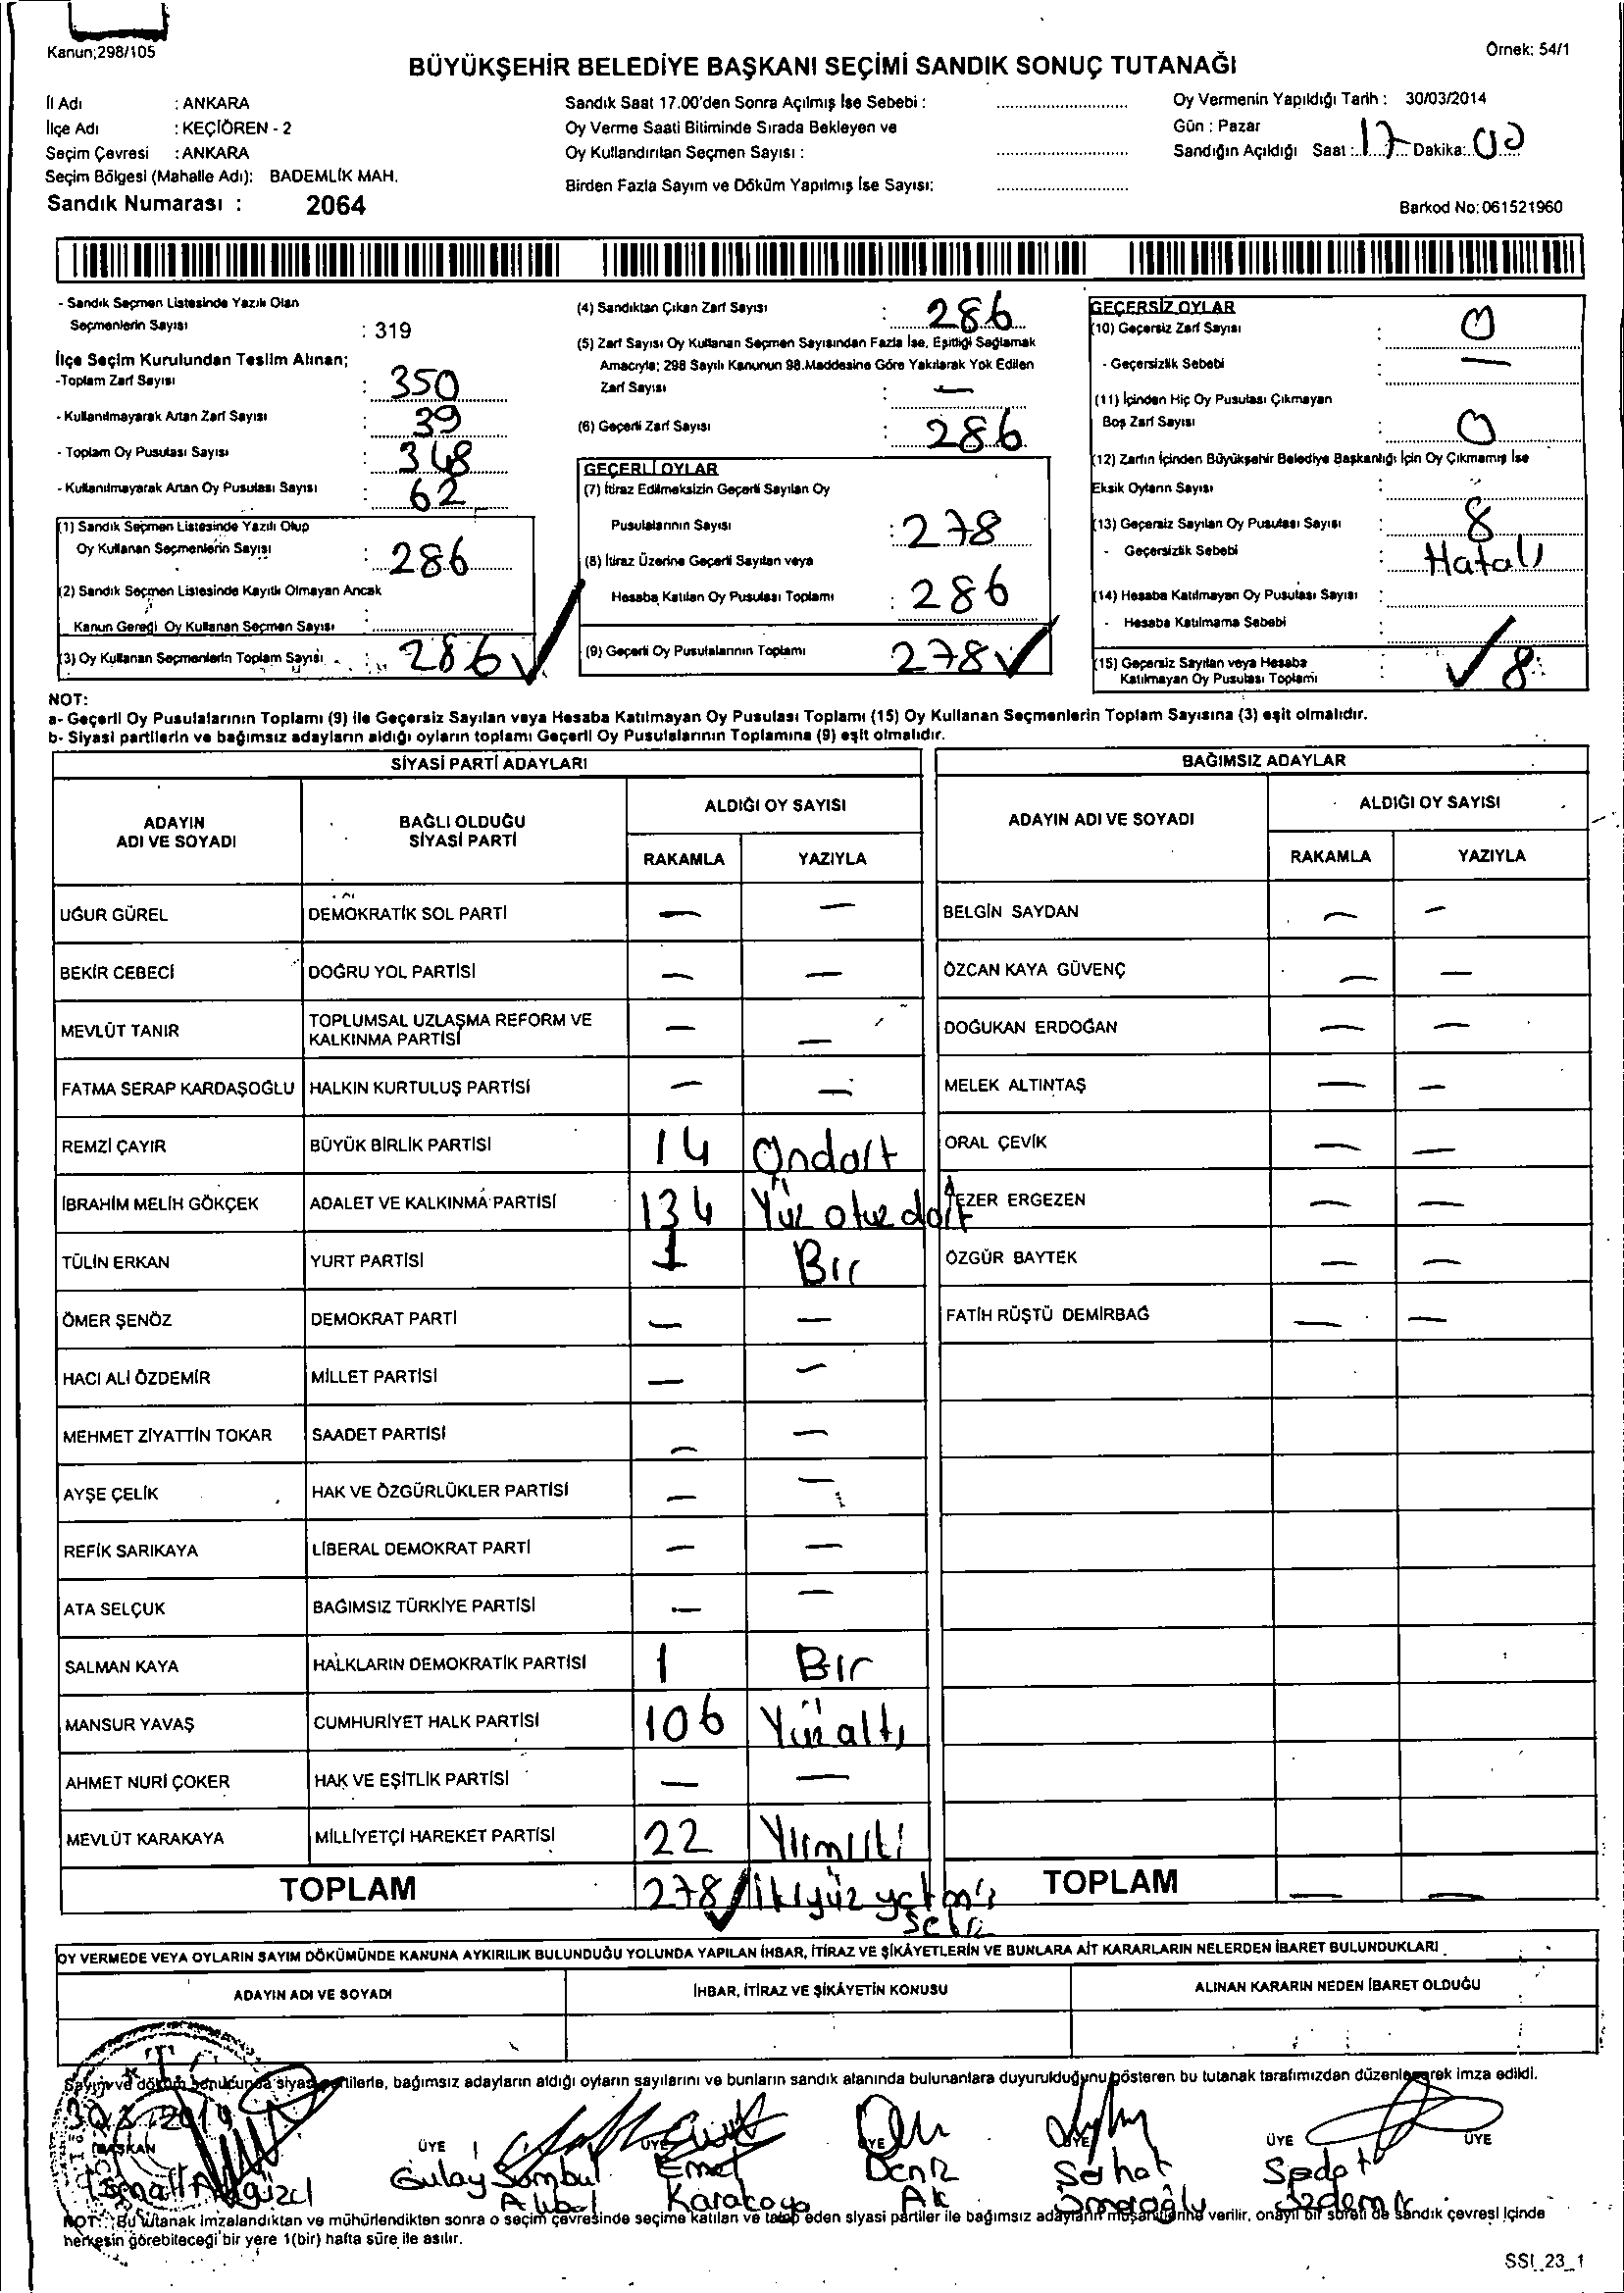 Kanun;298/105
Örnek: 54/1
BÜYÜKŞEHİR BELEDİYE BAŞKANI SEÇİMİ SANDIK SONUÇ TUTANAĞI
İl Adı : ANKARA
İlçe Adı : KEÇİÖREN - 2
Seçim Çevresi : ANKARA
Seçim Bölgesi (Mahalle Adı): BADEMLİK MAH.
Sandık Numarası : 2064
Sandık Saat 17.00'den Sonra Açılmış İse Sebebi :
Oy Verme Saati Bitiminde Sırada Bekleyen ve
Oy Kullandırılan Seçmen Sayısı :
Birden Fazla Sayım ve Döküm Yapılmış İse Sayısı:
Oy Vermenin Yapıldığı Tarih : 30/03/2014
Gün : Pazar
Sandığın Açıldığı Saat : 17 Dakika: 00
Barkod No:061521960
- Sandık Seçmen Listesinde Yazılı Olan
Seçmenlerin Sayısı : 319
İlçe Seçim Kurulundan Teslim Alınan;
-Toplam Zarf Sayısı : 350
- Kullanılmayarak Artan Zarf Sayısı : 39
- Toplam Oy Pusulası Sayısı : 348
- Kullanılmayarak Artan Oy Pusulası Sayısı : 62
(1) Sandık Seçmen Listesinde Yazılı Olup
Oy Kullanan Seçmenlerin Sayısı : 286
(2) Sandık Seçmen Listesinde Kayıtlı Olmayan Ancak
Kanun Gereği Oy Kullanan Seçmen Sayısı :
(3) Oy Kullanan Seçmenlerin Toplam Sayısı : 286 ✓
(4) Sandıktan Çıkan Zarf Sayısı : 286
(5) Zarf Sayısı Oy Kullanan Seçmen Sayısından Fazla İse, Eşitliği Sağlamak
Amacıyla; 298 Sayılı Kanunun 98.Maddesine Göre Yakılarak Yok Edilen
Zarf Sayısı : —
(6) Geçerli Zarf Sayısı : 286
GEÇERLİ OYLAR
(7) İtiraz Edilmeksizin Geçerli Sayılan Oy
Pusulalarının Sayısı : 278
(8) İtiraz Üzerine Geçerli Sayılan veya
Hesaba Katılan Oy Pusulası Toplamı : 286
(9) Geçerli Oy Pusulalarının Toplamı 278 ✓
GEÇERSİZ OYLAR
(10) Geçersiz Zarf Sayısı : 0
- Geçersizlik Sebebi : —
(11) İçinden Hiç Oy Pusulası Çıkmayan
Boş Zarf Sayısı : 0
(12) Zarfın İçinden Büyükşehir Belediye Başkanlığı İçin Oy Çıkmamış İse
Eksik Oyların Sayısı :
(13) Geçersiz Sayılan Oy Pusulası Sayısı : 8
- Geçersizlik Sebebi : Hatalı
(14) Hesaba Katılmayan Oy Pusulası Sayısı :
- Hesaba Katılmama Sebebi :
(15) Geçersiz Sayılan veya Hesaba
Katılmayan Oy Pusulası Toplamı : ✓ 8
NOT:
a- Geçerli Oy Pusulalarının Toplamı (9) ile Geçersiz Sayılan veya Hesaba Katılmayan Oy Pusulası Toplamı (15) Oy Kullanan Seçmenlerin Toplam Sayısına (3) eşit olmalıdır.
b- Siyasi partilerin ve bağımsız adayların aldığı oyların toplamı Geçerli Oy Pusulalarının Toplamına (9) eşit olmalıdır.
SİYASİ PARTİ ADAYLARI
ADAYIN ADI VE SOYADI BAĞLI OLDUĞU SİYASİ PARTİ ALDIĞI OY SAYISI RAKAMLA YAZIYLA
UĞUR GÜREL DEMOKRATİK SOL PARTİ — —
BEKİR CEBECİ DOĞRU YOL PARTİSİ — —
MEVLÜT TANIR TOPLUMSAL UZLAŞMA REFORM VE KALKINMA PARTİSİ — —
FATMA SERAP KARDAŞOĞLU HALKIN KURTULUŞ PARTİSİ — —
REMZİ ÇAYIR BÜYÜK BİRLİK PARTİSİ 14 Ondört
İBRAHİM MELİH GÖKÇEK ADALET VE KALKINMA PARTİSİ 134 Yüz otuz dört
TÜLİN ERKAN YURT PARTİSİ 1 Bir
ÖMER ŞENÖZ DEMOKRAT PARTİ — —
HACI ALİ ÖZDEMİR MİLLET PARTİSİ — —
MEHMET ZİYATTİN TOKAR SAADET PARTİSİ — —
AYŞE ÇELİK HAK VE ÖZGÜRLÜKLER PARTİSİ — —
REFİK SARIKAYA LİBERAL DEMOKRAT PARTİ — —
ATA SELÇUK BAĞIMSIZ TÜRKİYE PARTİSİ — —
SALMAN KAYA HALKLARIN DEMOKRATİK PARTİSİ 1 Bir
MANSUR YAVAŞ CUMHURİYET HALK PARTİSİ 106 Yüz altı
AHMET NURİ ÇOKER HAK VE EŞİTLİK PARTİSİ — —
MEVLÜT KARAKAYA MİLLİYETÇİ HAREKET PARTİSİ 22 Yirmiiki
TOPLAM 278 ✓ ikiyüz yetmiş sekiz
BAĞIMSIZ ADAYLAR
ADAYIN ADI VE SOYADI ALDIĞI OY SAYISI RAKAMLA YAZIYLA
BELGİN SAYDAN — —
ÖZCAN KAYA GÜVENÇ — —
DOĞUKAN ERDOĞAN — —
MELEK ALTINTAŞ — —
ORAL ÇEVİK — —
EZER ERGEZEN — —
ÖZGÜR BAYTEK — —
FATİH RÜŞTÜ DEMİRBAĞ — —
TOPLAM — —
OY VERMEDE VEYA OYLARIN SAYIM DÖKÜMÜNDE KANUNA AYKIRILIK BULUNDUĞU YOLUNDA YAPILAN İHBAR, İTİRAZ VE ŞİKÂYETLERİN VE BUNLARA AİT KARARLARIN NELERDEN İBARET BULUNDUKLARI
ADAYIN ADI VE SOYADI İHBAR, İTİRAZ VE ŞİKÂYETİN KONUSU ALINAN KARARIN NEDEN İBARET OLDUĞU
Sayım ve döküm sonucunda siyasi partilerle, bağımsız adayların aldığı oyların sayılarını ve bunların sandık alanında bulunanlara duyurulduğunu gösteren bu tutanak tarafımızdan düzenlenerek imza edildi.
BAŞKAN ÜYE ÜYE ÜYE ÜYE ÜYE ÜYE
Gülay Sümbül Emet Karakaya Deniz Ak Serhat Sedat
NOT: Bu tutanak imzalandıktan ve mühürlendikten sonra o seçim çevresinde seçime katılan ve talep eden siyasi partiler ile bağımsız adayların müşahitlerine verilir, onaylı bir sureti de sandık çevresi içinde
herkesin görebileceği bir yere 1(bir) hafta süre ile asılır.
SSI_23_1